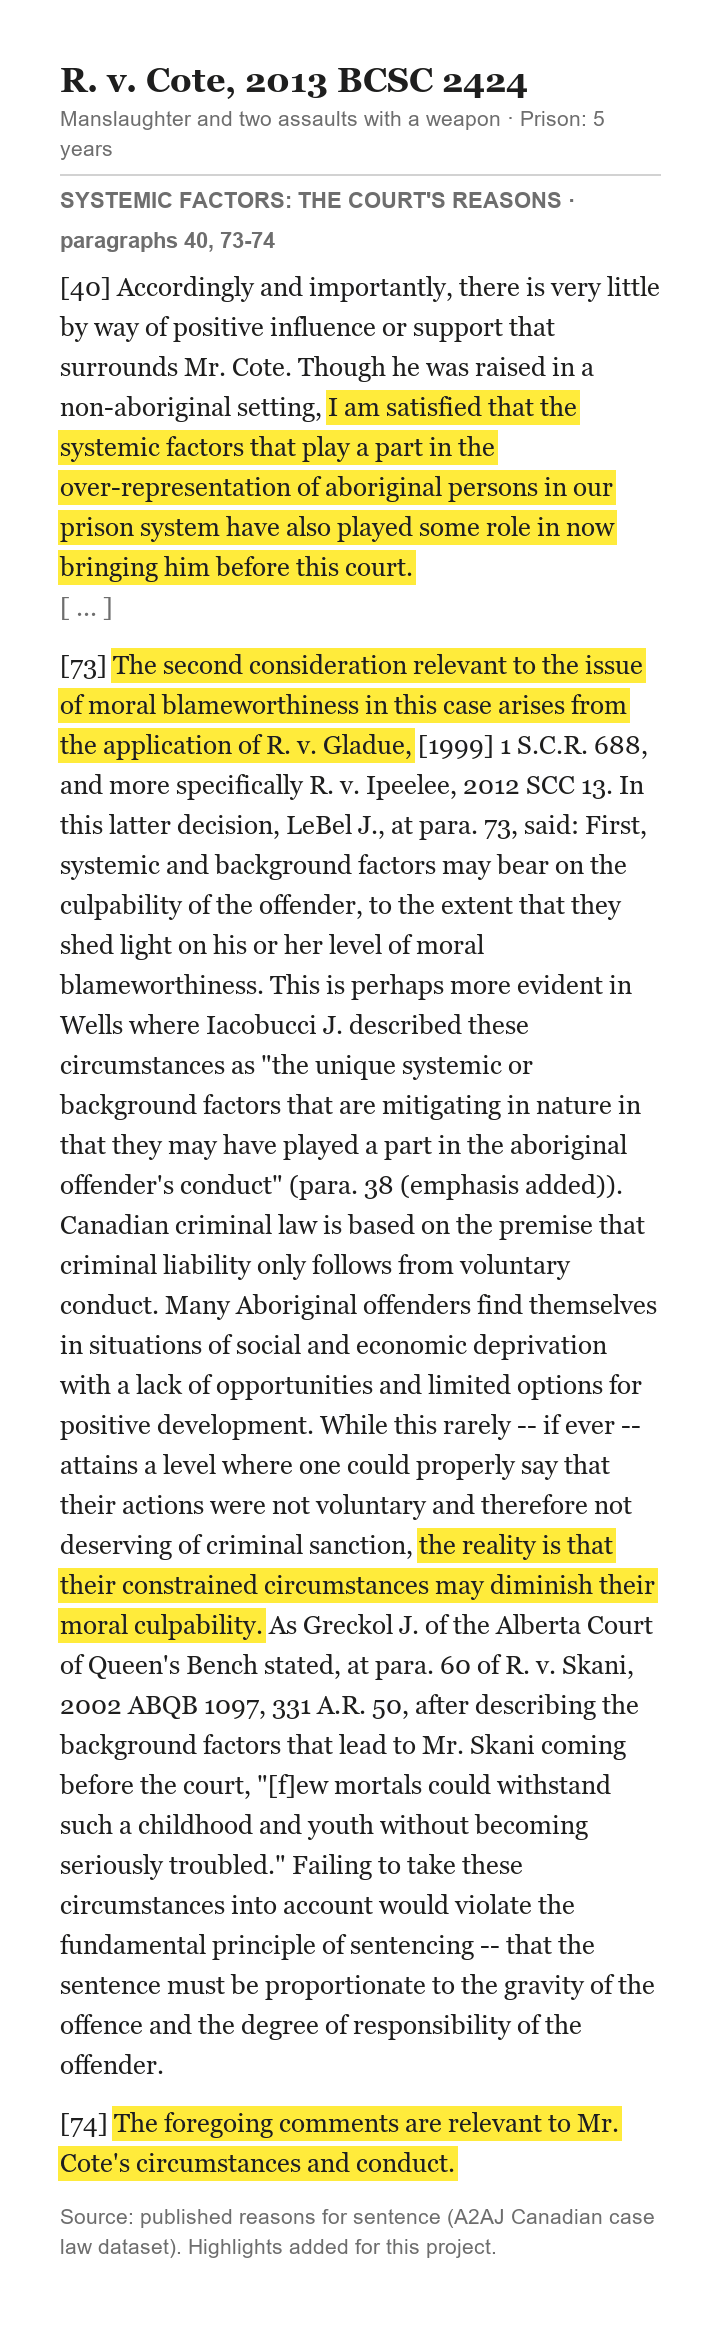 R. v. Cote, 2013 BCSC 2424
Manslaughter and two assaults with a weapon · Prison: 5
years
SYSTEMIC FACTORS: THE COURT'S REASONS ·
paragraphs 40, 73-74
[40] Accordingly and importantly, there is very little
by way of positive influence or support that
surrounds Mr. Cote. Though he was raised in a
non-aboriginal setting, I am satisfied that the
systemic factors that play a part in the
over-representation of aboriginal persons in our
prison system have also played some role in now
bringing him before this court.
[ ... ]
[73] The second consideration relevant to the issue
of moral blameworthiness in this case arises from
the application of R. v. Gladue, [1999] 1 S.C.R. 688,
and more specifically R. v. Ipeelee, 2012 SCC 13. In
this latter decision, LeBel J., at para. 73, said: First,
systemic and background factors may bear on the
culpability of the offender, to the extent that they
shed light on his or her level of moral
blameworthiness. This is perhaps more evident in
Wells where Iacobucci J. described these
circumstances as "the unique systemic or
background factors that are mitigating in nature in
that they may have played a part in the aboriginal
offender's conduct" (para. 38 (emphasis added)).
Canadian criminal law is based on the premise that
criminal liability only follows from voluntary
conduct. Many Aboriginal offenders find themselves
in situations of social and economic deprivation
with a lack of opportunities and limited options for
positive development. While this rarely -- if ever --
attains a level where one could properly say that
their actions were not voluntary and therefore not
deserving of criminal sanction, the reality is that
their constrained circumstances may diminish their
moral culpability. As Greckol J. of the Alberta Court
of Queen's Bench stated, at para. 60 of R. v. Skani,
2002 ABQB 1097, 331 A.R. 50, after describing the
background factors that lead to Mr. Skani coming
before the court, "[f]ew mortals could withstand
such a childhood and youth without becoming
seriously troubled." Failing to take these
circumstances into account would violate the
fundamental principle of sentencing -- that the
sentence must be proportionate to the gravity of the
offence and the degree of responsibility of the
offender.
[74] The foregoing comments are relevant to Mr.
Cote's circumstances and conduct.
Source: published reasons for sentence (A2AJ Canadian case
law dataset). Highlights added for this project.